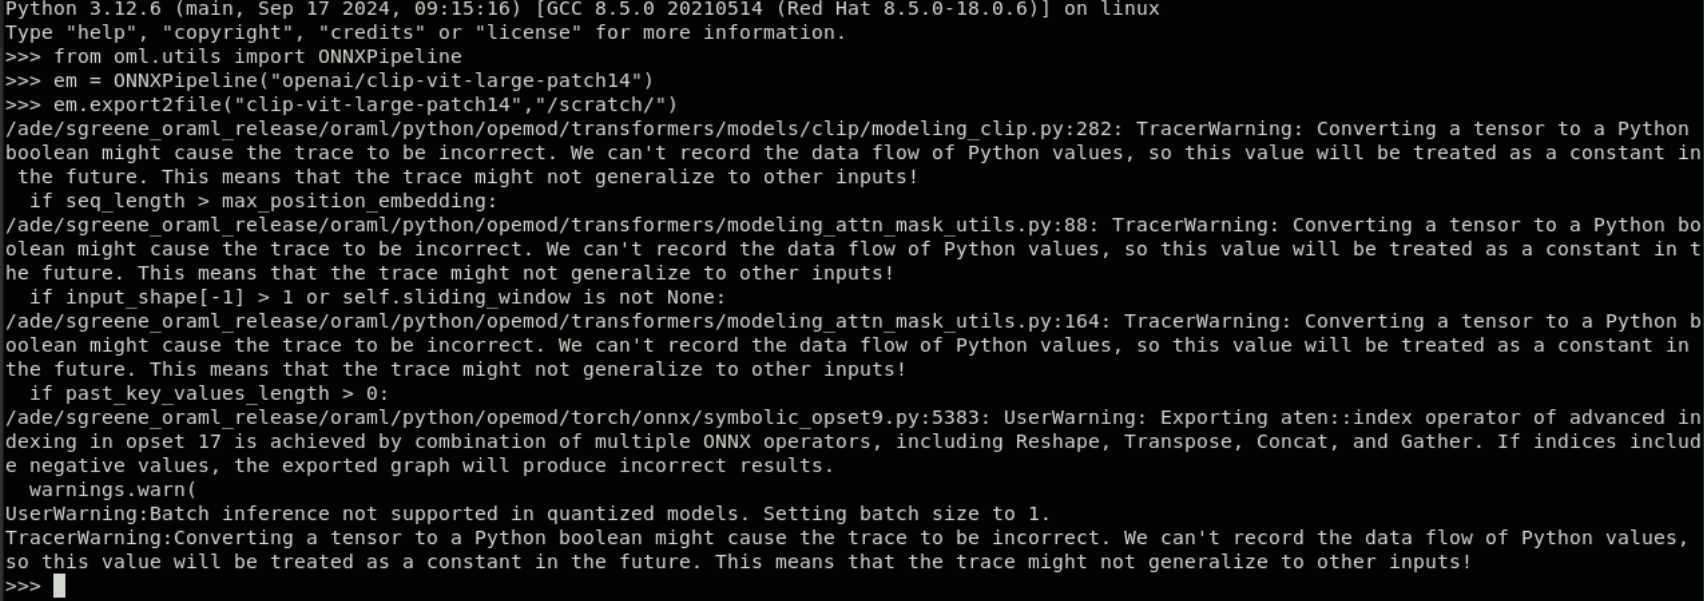 Python 3.12.6 (main, Sep 17 2024, 09:15:16) [GCC 8.5.0 20210514 (Red Hat 8.5.0-18.0.6)] on linux
Type "help", "copyright", "credits" or "license" for more information.
>>> from oml.utils import ONNXPipeline
>>> em = ONNXPipeline("openai/clip-vit-large-patch14")
>>> em.export2file("clip-vit-large-patch14","/scratch/")
/ade/sgreene_oraml_release/oraml/python/opemod/transformers/models/clip/modeling_clip.py:282: TracerWarning: Converting a tensor to a Python
boolean might cause the trace to be incorrect. We can't record the data flow of Python values, so this value will be treated as a constant in
 the future. This means that the trace might not generalize to other inputs!
  if seq_length > max_position_embedding:
/ade/sgreene_oraml_release/oraml/python/opemod/transformers/modeling_attn_mask_utils.py:88: TracerWarning: Converting a tensor to a Python bo
olean might cause the trace to be incorrect. We can't record the data flow of Python values, so this value will be treated as a constant in t
he future. This means that the trace might not generalize to other inputs!
  if input_shape[-1] > 1 or self.sliding_window is not None:
/ade/sgreene_oraml_release/oraml/python/opemod/transformers/modeling_attn_mask_utils.py:164: TracerWarning: Converting a tensor to a Python b
oolean might cause the trace to be incorrect. We can't record the data flow of Python values, so this value will be treated as a constant in
the future. This means that the trace might not generalize to other inputs!
  if past_key_values_length > 0:
/ade/sgreene_oraml_release/oraml/python/opemod/torch/onnx/symbolic_opset9.py:5383: UserWarning: Exporting aten::index operator of advanced in
dexing in opset 17 is achieved by combination of multiple ONNX operators, including Reshape, Transpose, Concat, and Gather. If indices includ
e negative values, the exported graph will produce incorrect results.
  warnings.warn(
UserWarning:Batch inference not supported in quantized models. Setting batch size to 1.
TracerWarning:Converting a tensor to a Python boolean might cause the trace to be incorrect. We can't record the data flow of Python values,
so this value will be treated as a constant in the future. This means that the trace might not generalize to other inputs!
>>>